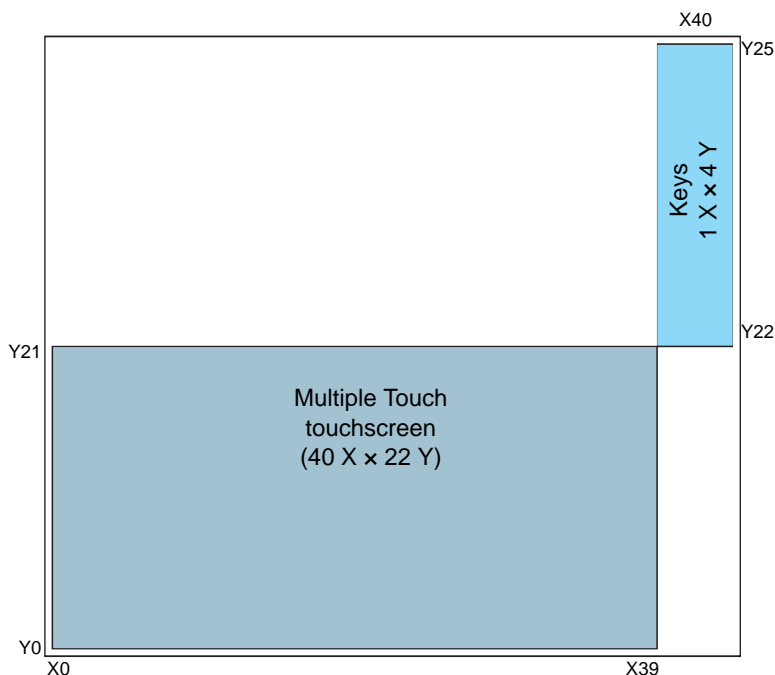 X40
Y25
Keys
1 X × 4 Y
Y22
Y21
Multiple Touch
touchscreen
(40 X × 22 Y)
Y0
X0
X39